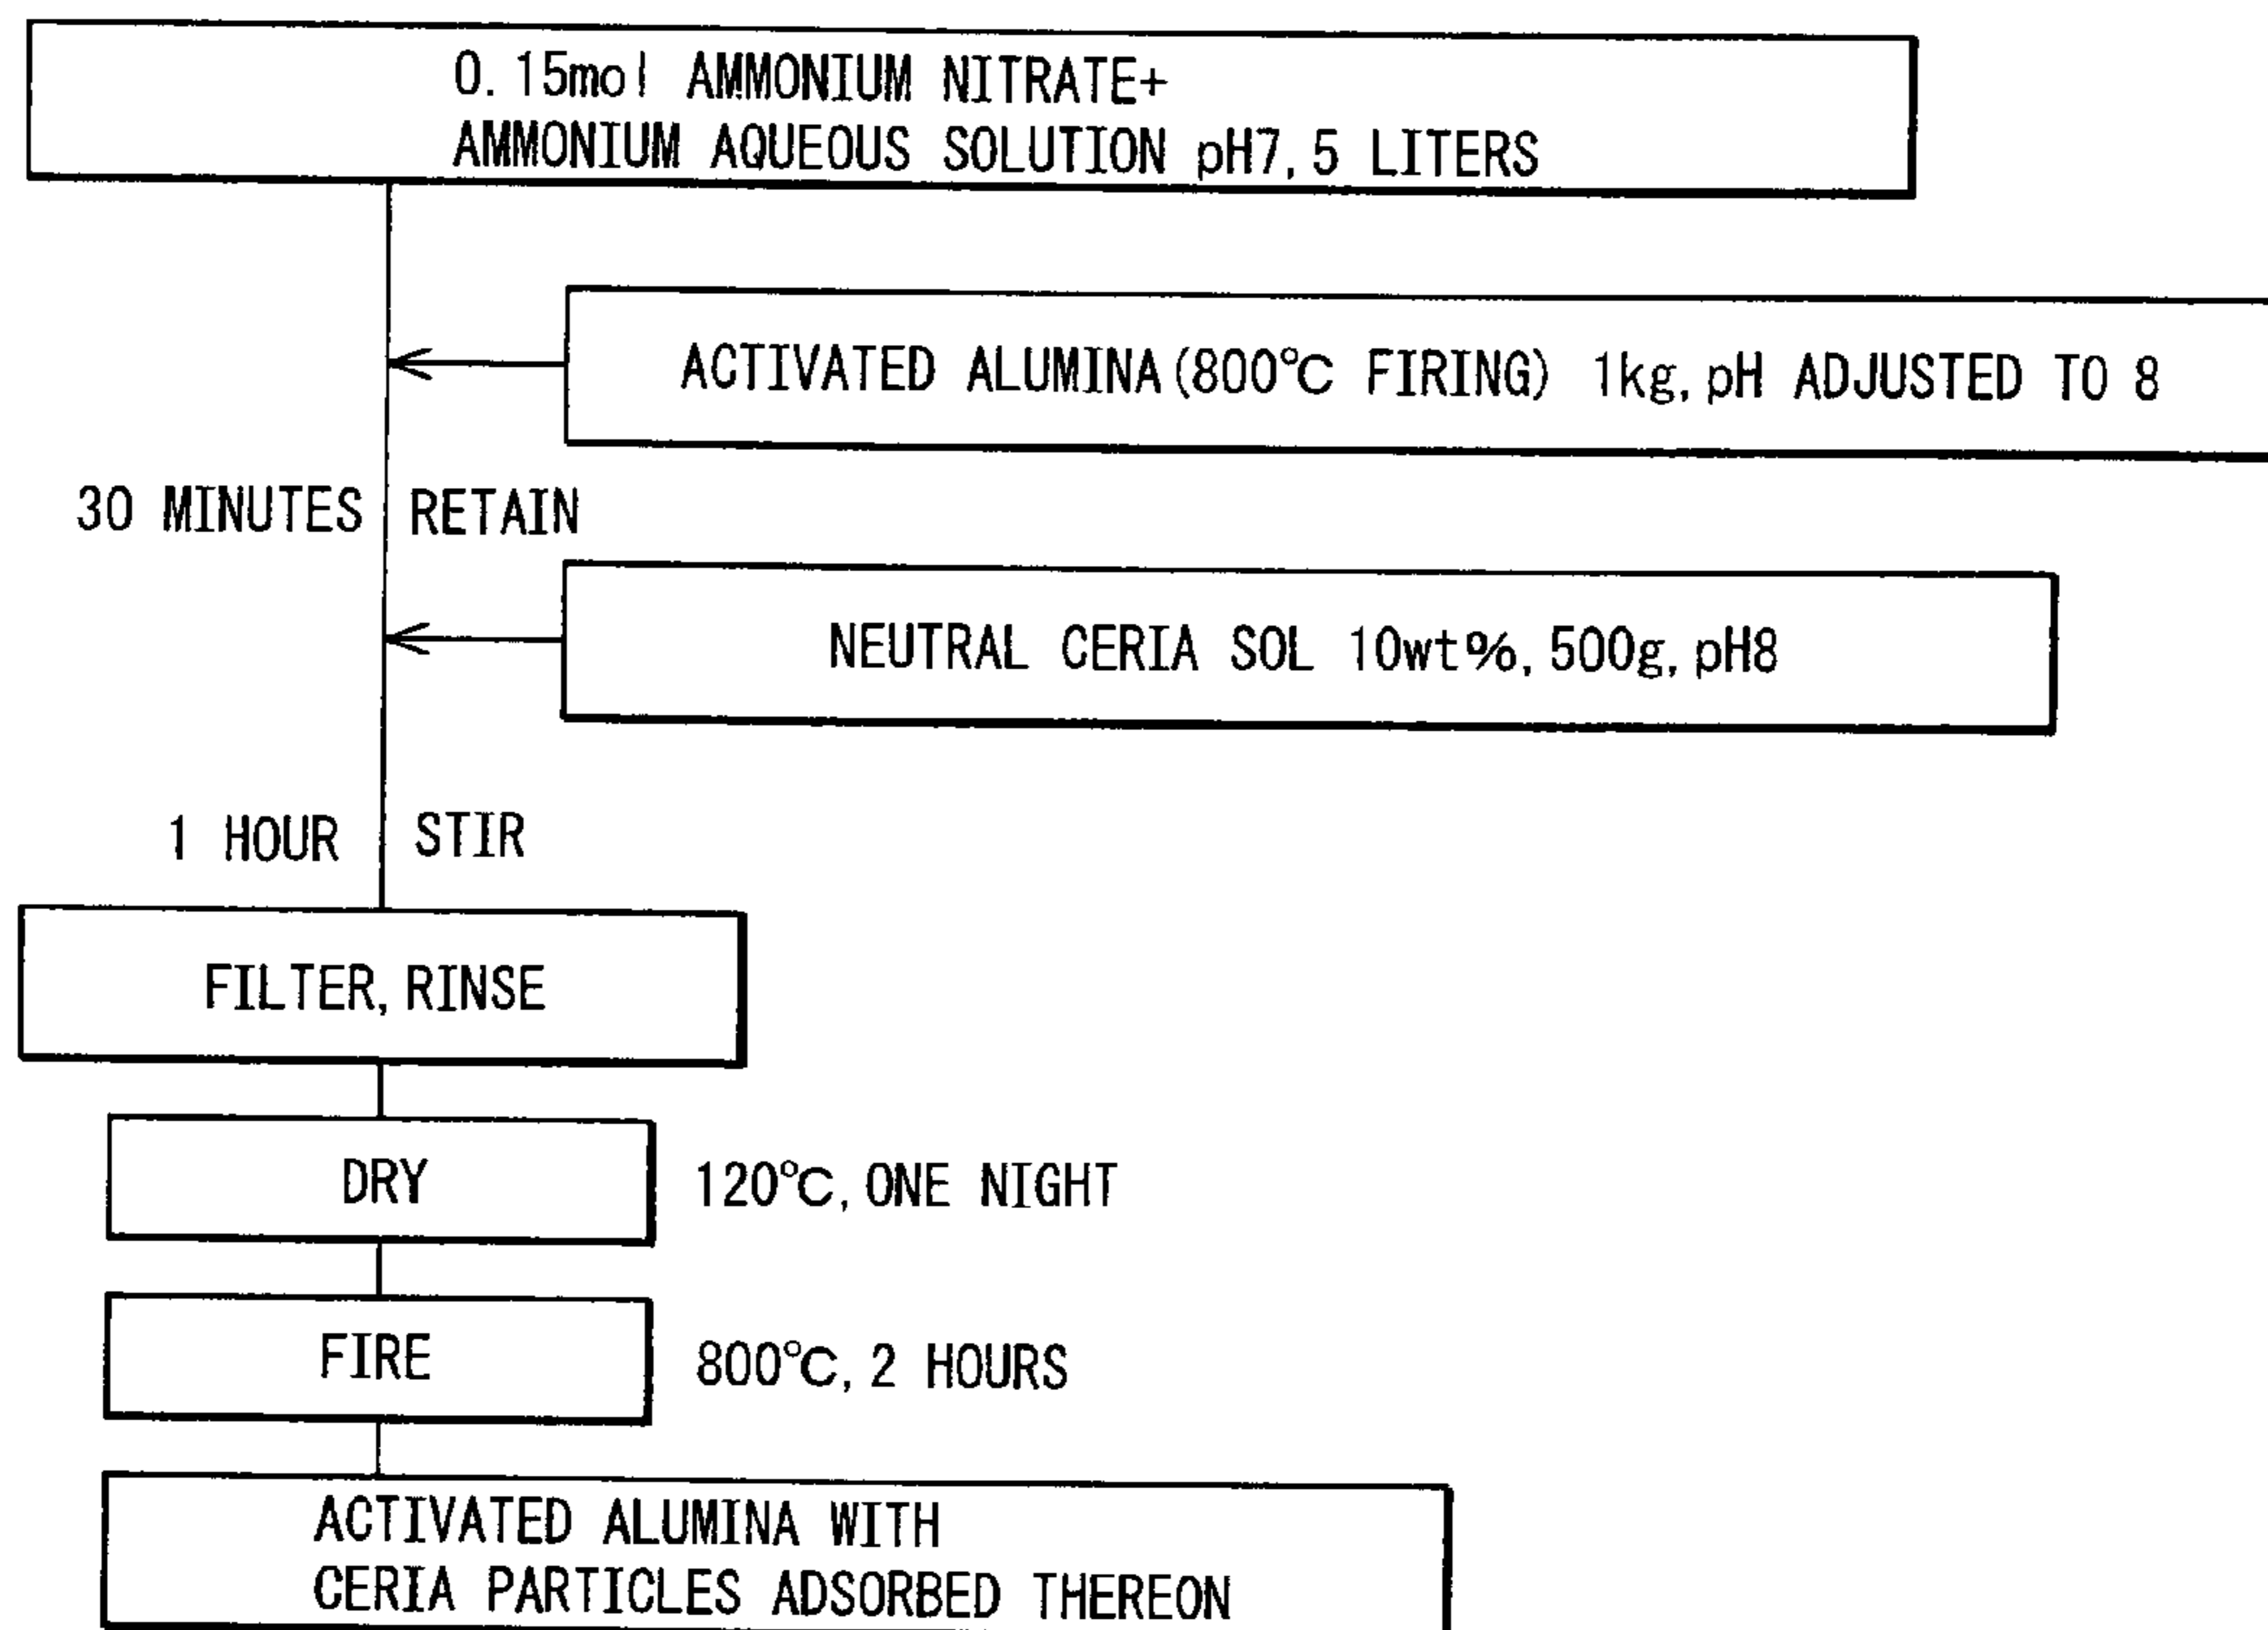 0.15mol AMMONIUM NITRATE+
AMMONIUM AQUEOUS SOLUTION pH7, 5 LITERS
ACTIVATED ALUMINA (800℃ FIRING) 1kg, pH ADJUSTED TO 8
30 MINUTES RETAIN
NEUTRAL CERIA SOL 10wt%, 500g, pH8
1 HOUR STIR
FILTER, RINSE
DRY 120℃, ONE NIGHT
FIRE 800℃, 2 HOURS
ACTIVATED ALUMINA WITH
CERIA PARTICLES ADSORBED THEREON